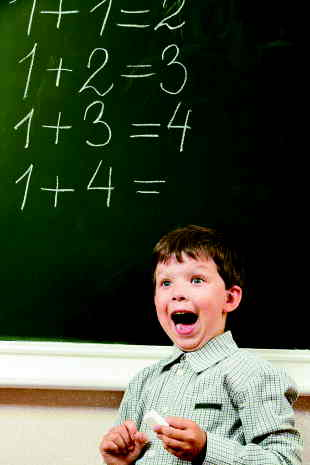 1 + 1 = 2
1 + 2 = 3
1 + 3 = 4
1 + 4 =